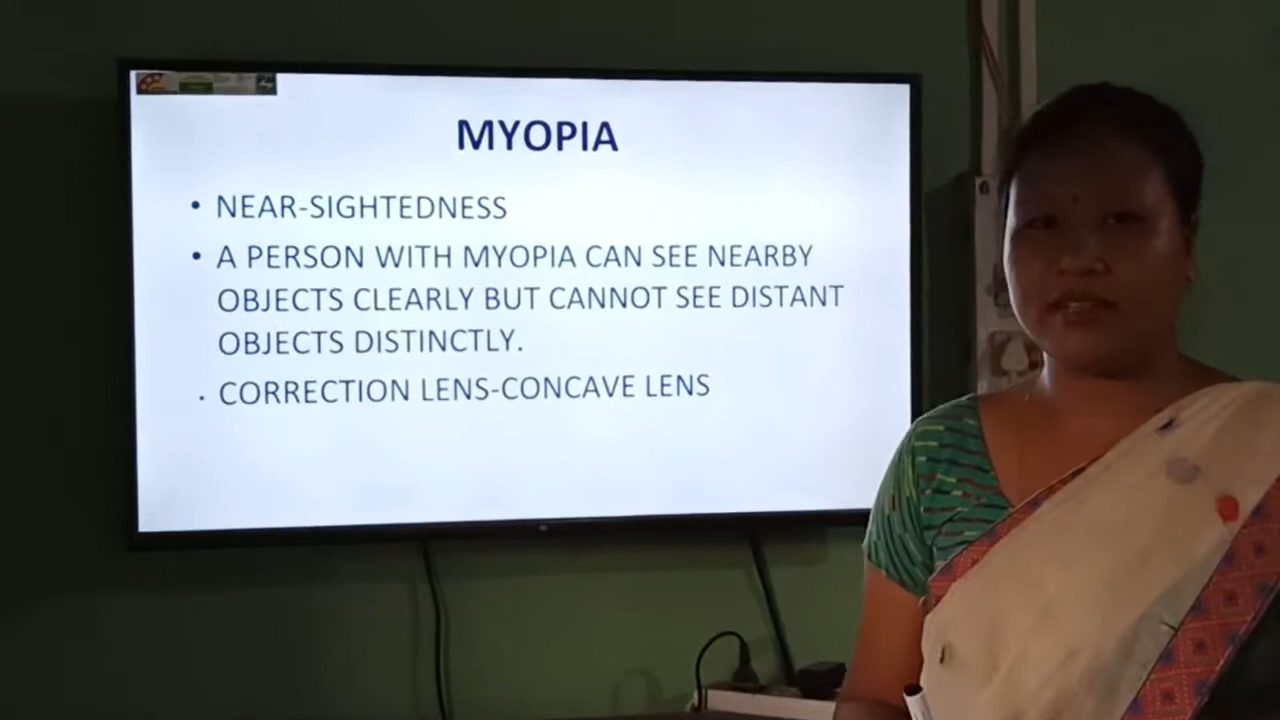 MYOPIA
• NEAR-SIGHTEDNESS
• A PERSON WITH MYOPIA CAN SEE NEARBY
OBJECTS CLEARLY BUT CANNOT SEE DISTANT
OBJECTS DISTINCTLY.
· CORRECTION LENS-CONCAVE LENS